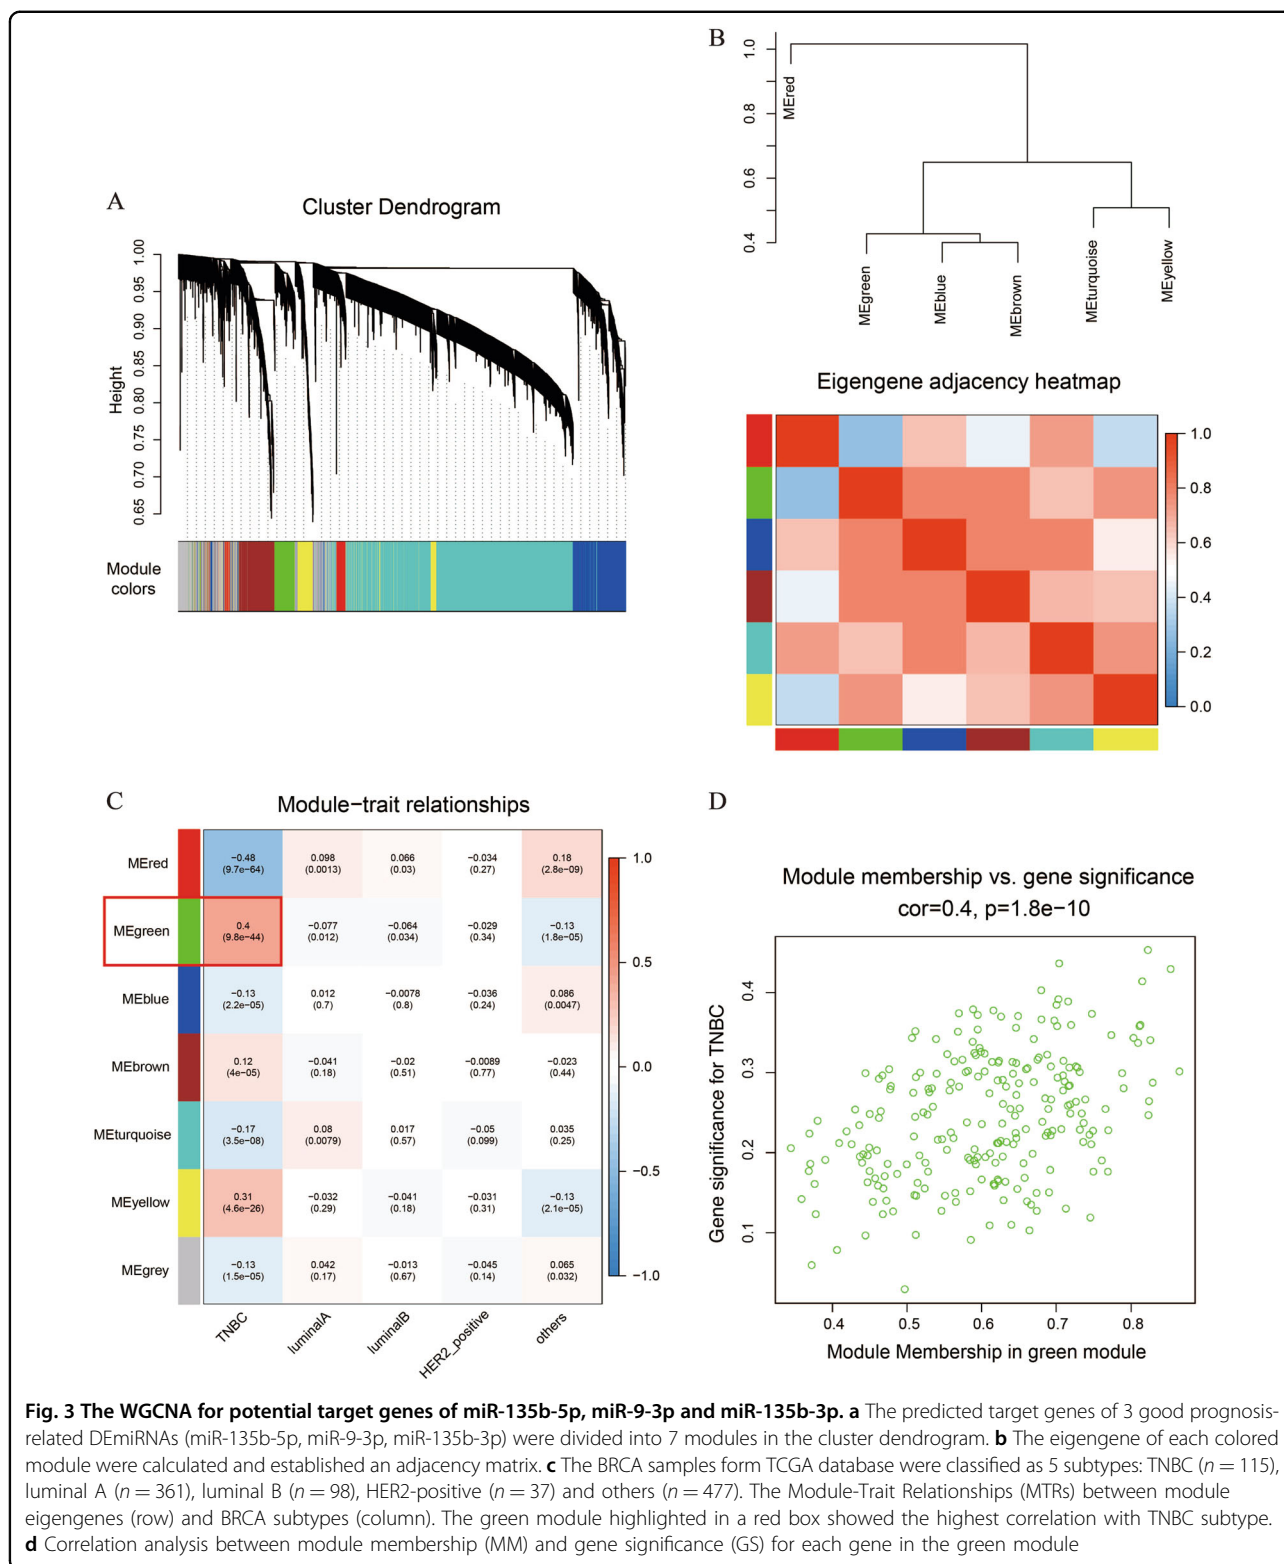 A
Cluster Dendrogram
Height
1.00
0.95
0.90
0.85
0.80
0.75
0.70
0.65
Module
colors
B
1.0
0.8
0.6
0.4
MEred
MEgreen
MEblue
MEbrown
MEturquoise
MEyellow
Eigengene adjacency heatmap
1.0
0.8
0.6
0.4
0.2
0.0
C
Module−trait relationships
MEred −0.48 0.098 0.066 −0.034 0.18
(9.7e−64) (0.0013) (0.03) (0.27) (2.8e−09)
MEgreen 0.4 −0.077 −0.064 −0.029 −0.13
(9.8e−44) (0.012) (0.034) (0.34) (1.8e−05)
MEblue −0.13 0.012 −0.0078 −0.036 0.086
(2.2e−05) (0.7) (0.8) (0.24) (0.0047)
MEbrown 0.12 −0.041 −0.02 −0.0089 −0.023
(4e−05) (0.18) (0.51) (0.77) (0.44)
MEturquoise −0.17 0.08 0.017 −0.05 0.035
(3.5e−08) (0.0079) (0.57) (0.099) (0.25)
MEyellow 0.31 −0.032 −0.041 −0.031 −0.13
(4.6e−26) (0.29) (0.18) (0.31) (2.1e−05)
MEgrey −0.13 0.042 −0.013 −0.045 0.065
(1.5e−05) (0.17) (0.67) (0.14) (0.032)
TNBC luminalA luminalB HER2_positive others
1.0
0.5
0.0
−0.5
−1.0
D
Module membership vs. gene significance
cor=0.4, p=1.8e−10
Gene significance for TNBC
0.4
0.3
0.2
0.1
0.4 0.5 0.6 0.7 0.8
Module Membership in green module
Fig. 3 The WGCNA for potential target genes of miR-135b-5p, miR-9-3p and miR-135b-3p. a The predicted target genes of 3 good prognosis-
related DEmiRNAs (miR-135b-5p, miR-9-3p, miR-135b-3p) were divided into 7 modules in the cluster dendrogram. b The eigengene of each colored
module were calculated and established an adjacency matrix. c The BRCA samples form TCGA database were classified as 5 subtypes: TNBC (n = 115),
luminal A (n = 361), luminal B (n = 98), HER2-positive (n = 37) and others (n = 477). The Module-Trait Relationships (MTRs) between module
eigengenes (row) and BRCA subtypes (column). The green module highlighted in a red box showed the highest correlation with TNBC subtype.
d Correlation analysis between module membership (MM) and gene significance (GS) for each gene in the green module